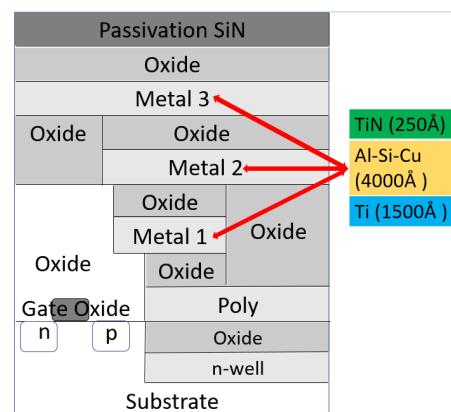 Passivation SiN
Oxide
Metal 3
Oxide Oxide
Metal 2
Oxide
Metal 1
Oxide
Oxide
Oxide
Gate Oxide
Poly
n p
Oxide
n-well
Substrate
TiN (250Å)
Al-Si-Cu
(4000Å )
Ti (1500Å )